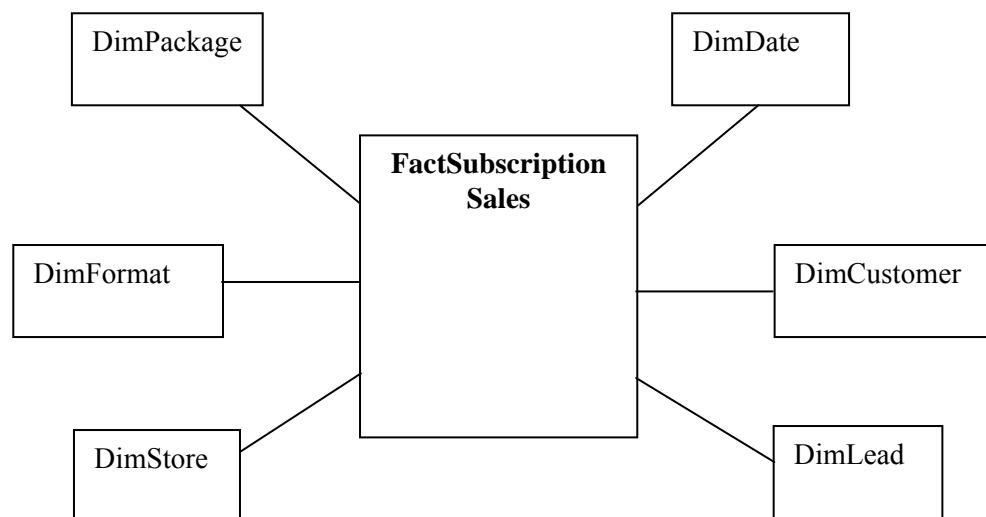 DimPackage
DimDate
FactSubscription
Sales
DimFormat
DimCustomer
DimStore
DimLead